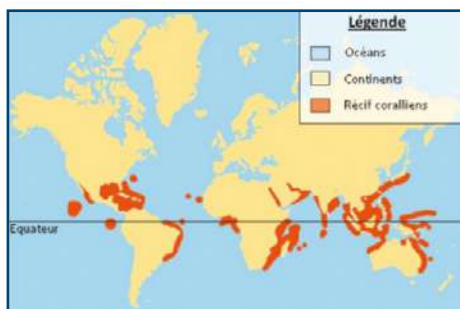 Légende
Océans
Continents
Récif coralliens
Equateur